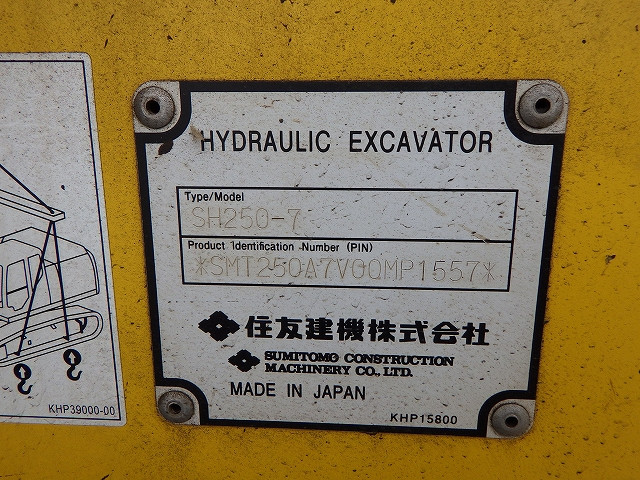 HYDRAULIC EXCAVATOR
Type/Model
SH250-7
Product Identification Number (PIN)
*SMT250A7V0QMP1557*
住友建機株式会社
SUMITOMO CONSTRUCTION
MACHINERY CO., LTD.
MADE IN JAPAN
KHP15800
KHP39000-00